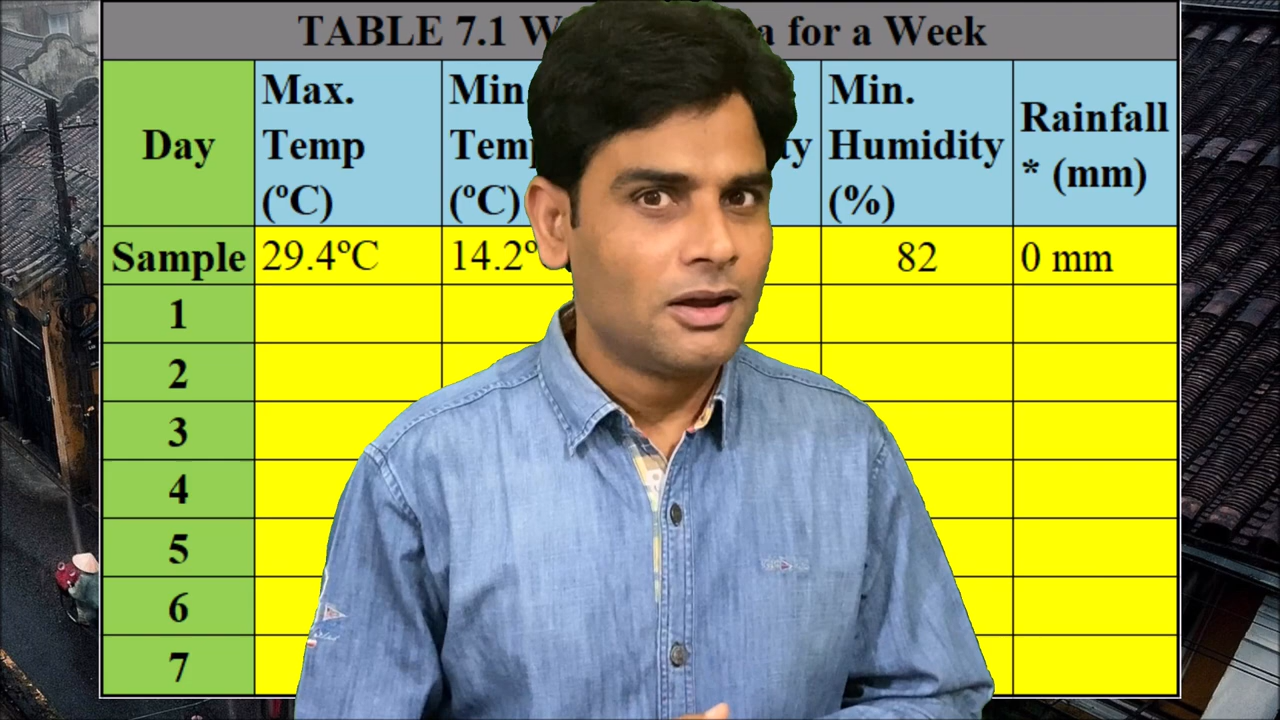 TABLE 7.1 for a Week
Day
Max.
Temp
(ºC)
Min
Temp
(ºC)
Min.
Humidity
(%)
Rainfall
* (mm)
Sample 29.4ºC 14.2º 82 0 mm
1
2
3
4
5
6
7